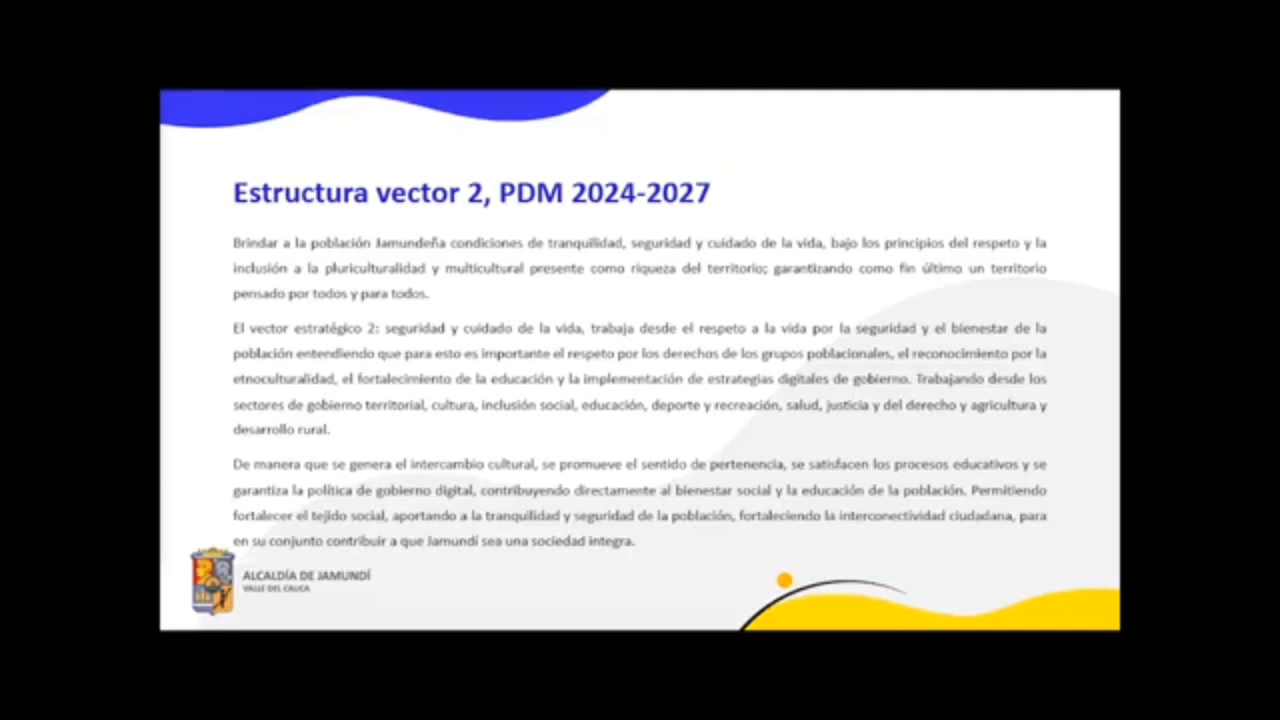 Estructura vector 2, PDM 2024-2027
Brindar a la población Jamundeña condiciones de tranquilidad, seguridad y cuidado de la vida, bajo los principios del respeto y la
inclusión a la pluriculturalidad y multicultural presente como riqueza del territorio; garantizando como fin último un territorio
pensado por todos y para todos.
El vector estratégico 2: seguridad y cuidado de la vida, trabaja desde el respeto a la vida por la seguridad y el bienestar de la
población entendiendo que para esto es importante el respeto por los derechos de los grupos poblacionales, el reconocimiento por la
etnoculturalidad, el fortalecimiento de la educación y la implementación de estrategias digitales de gobierno. Trabajando desde los
sectores de gobierno territorial, cultura, inclusión social, educación, deporte y recreación, salud, justicia y del derecho y agricultura y
desarrollo rural.
De manera que se genera el intercambio cultural, se promueve el sentido de pertenencia, se satisfacen los procesos educativos y se
garantiza la política de gobierno digital, contribuyendo directamente al bienestar social y la educación de la población. Permitiendo
fortalecer el tejido social, aportando a la tranquilidad y seguridad de la población, fortaleciendo la interconectividad ciudadana, para
en su conjunto contribuir a que Jamundí sea una sociedad integra.
ALCALDÍA DE JAMUNDÍ
VALLE DEL CAUCA